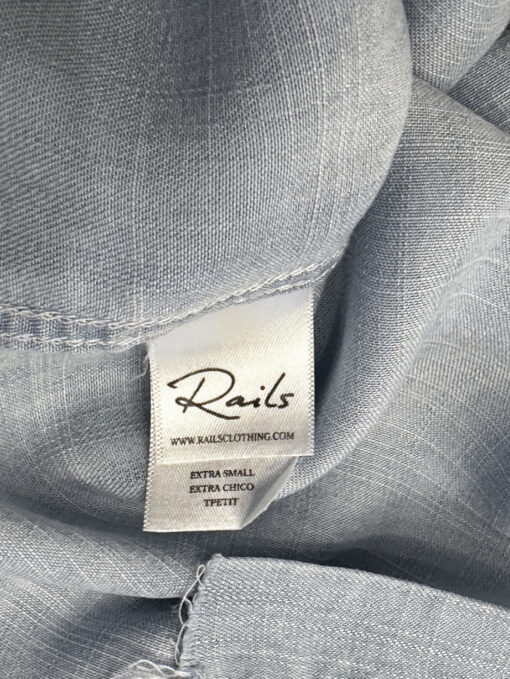 Rails
WWW.RAILSCLOTHING.COM
EXTRA SMALL
EXTRA CHICO
TPETIT